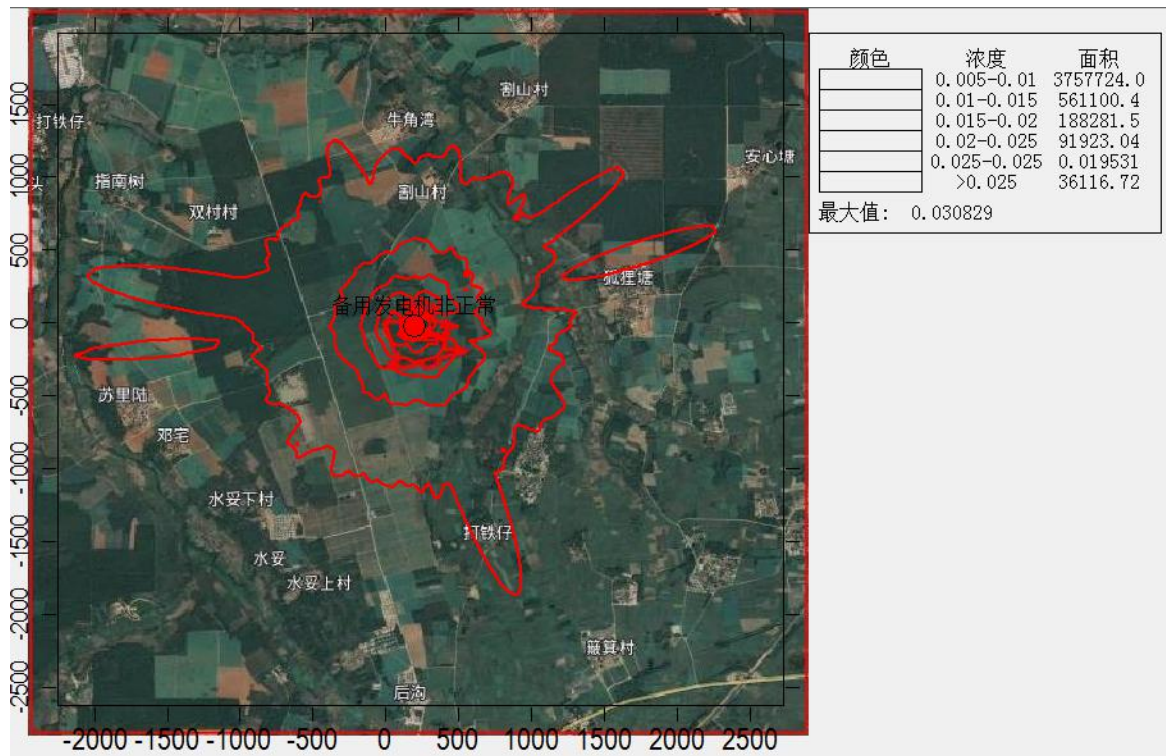 颜色 浓度 面积
0.005-0.01 3757724.0
0.01-0.015 561100.4
0.015-0.02 188281.5
0.02-0.025 91923.04
0.025-0.025 0.019531
>0.025 36116.72
最大值: 0.030829
割山村
牛角湾
打铁仔
安心塘
头
指南树
割山村
双村村
狐狸塘
备用发电机非正常
苏里陆
邓宅
水妥下村
打铁仔
水妥
水妥上村
簸箕村
后沟
1500
1000
500
0
-500
-1000
-1500
-2000
-2500
-2000 -1500 -1000 -500 0 500 1000 1500 2000 2500